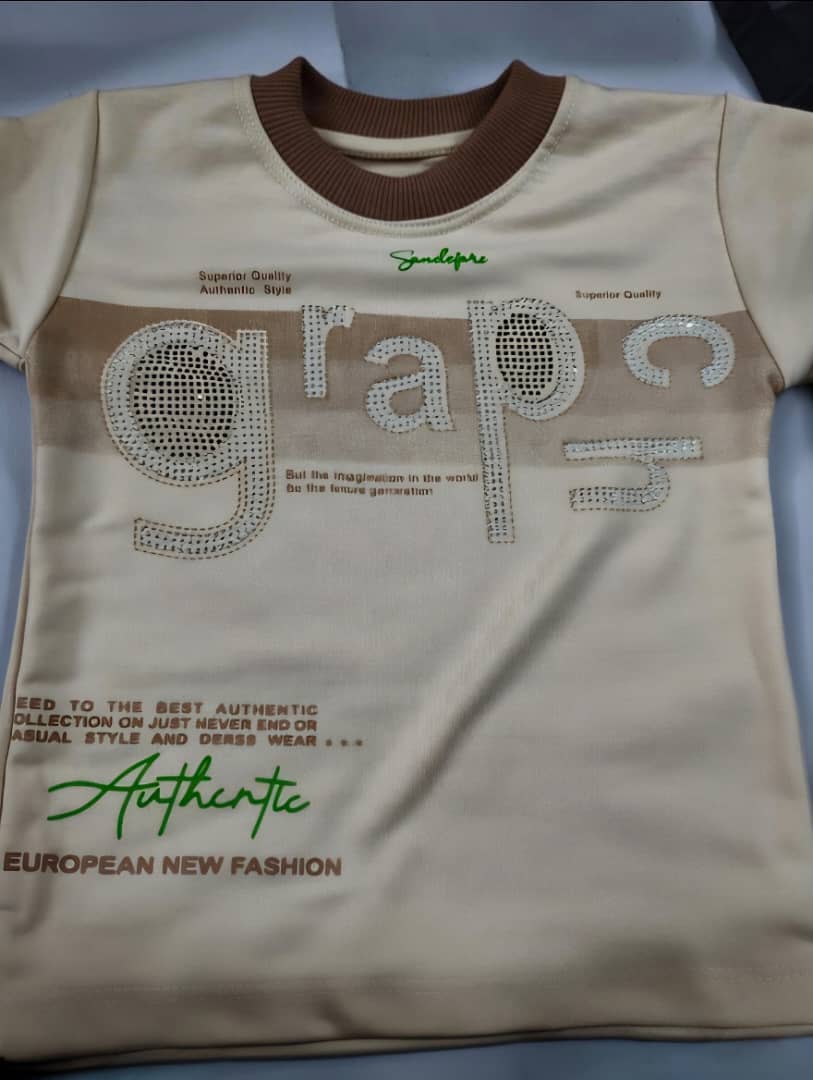 Sandefare
Superior Quality
Authentic Style
Superior Quality
grap
c
h
But the imagination in the world
be the future generation
EED TO THE BEST AUTHENTIC
OLLECTION ON JUST NEVER END OR
ASUAL STYLE AND DERSS WEAR . . .
Authentic
EUROPEAN NEW FASHION